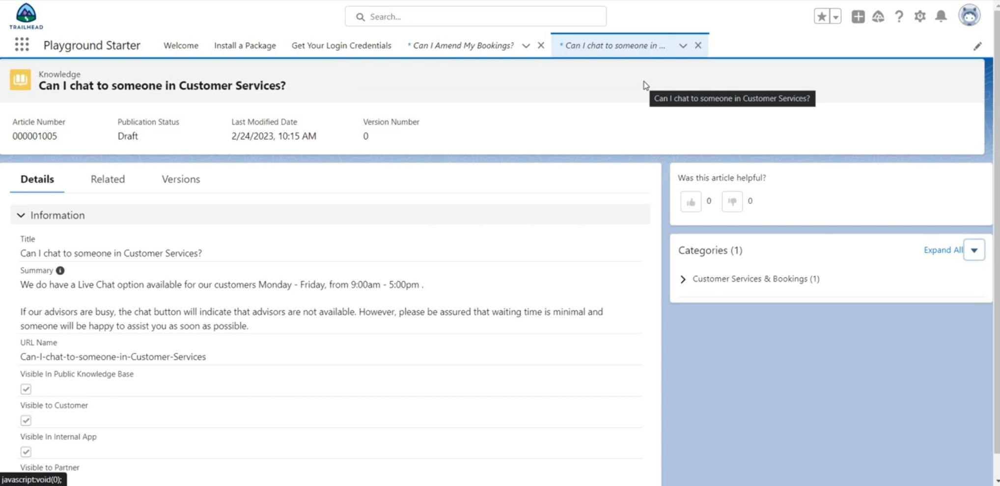 TRAILHEAD
Search...
Playground Starter
Welcome
Install a Package
Get Your Login Credentials
* Can I Amend My Bookings?
* Can I chat to someone in ...
Knowledge
Can I chat to someone in Customer Services?
Can I chat to someone in Customer Services?
Article Number
000001005
Publication Status
Draft
Last Modified Date
2/24/2023, 10:15 AM
Version Number
0
Details
Related
Versions
Information
Title
Can I chat to someone in Customer Services?
Summary
We do have a Live Chat option available for our customers Monday - Friday, from 9:00am - 5:00pm .
If our advisors are busy, the chat button will indicate that advisors are not available. However, please be assured that waiting time is minimal and
someone will be happy to assist you as soon as possible.
URL Name
Can-I-chat-to-someone-in-Customer-Services
Visible In Public Knowledge Base
Visible to Customer
Visible In Internal App
Visible to Partner
javascript:void(0);
Was this article helpful?
0
0
Categories (1)
Expand All
Customer Services & Bookings (1)